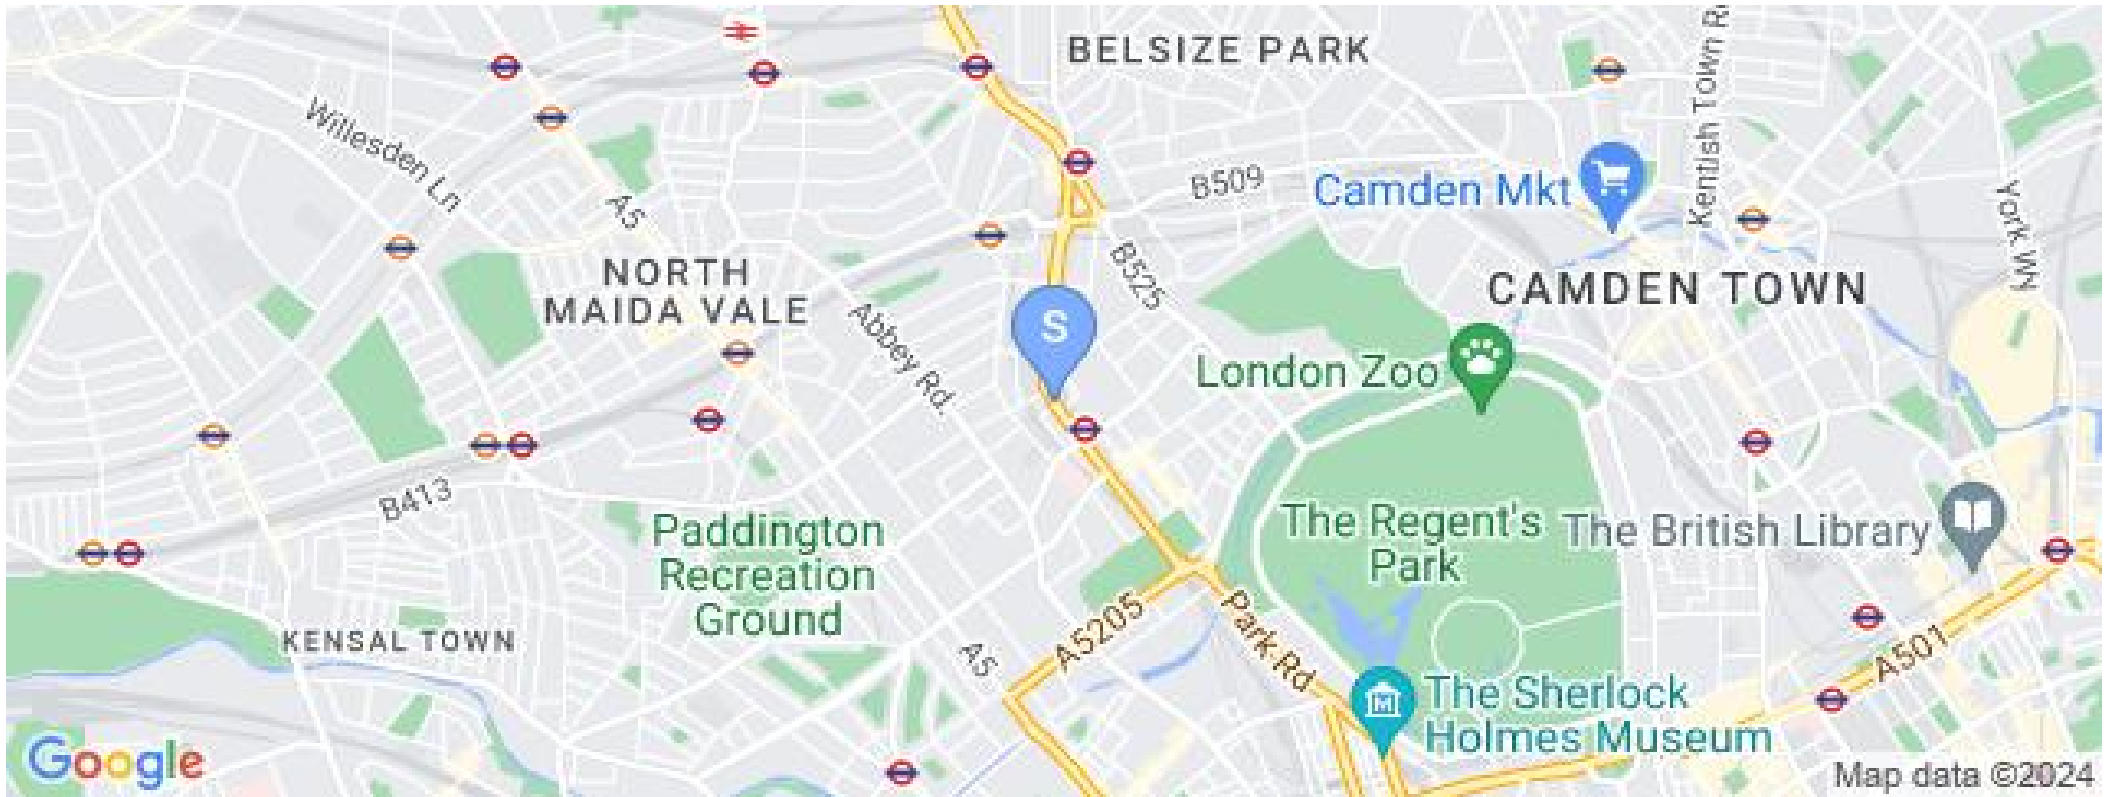 BELSIZE PARK
Kentish Town R
Willesden Ln
A5
B509
Camden Mkt
York Wy
B525
NORTH
MAIDA VALE
S
CAMDEN TOWN
Abbey Rd.
London Zoo
B413
Paddington
Recreation
Ground
The Regent's
Park
The British Library
KENSAL TOWN
A5
A5205
Park Rd
A501
The Sherlock
Holmes Museum
Google
Map data ©2024